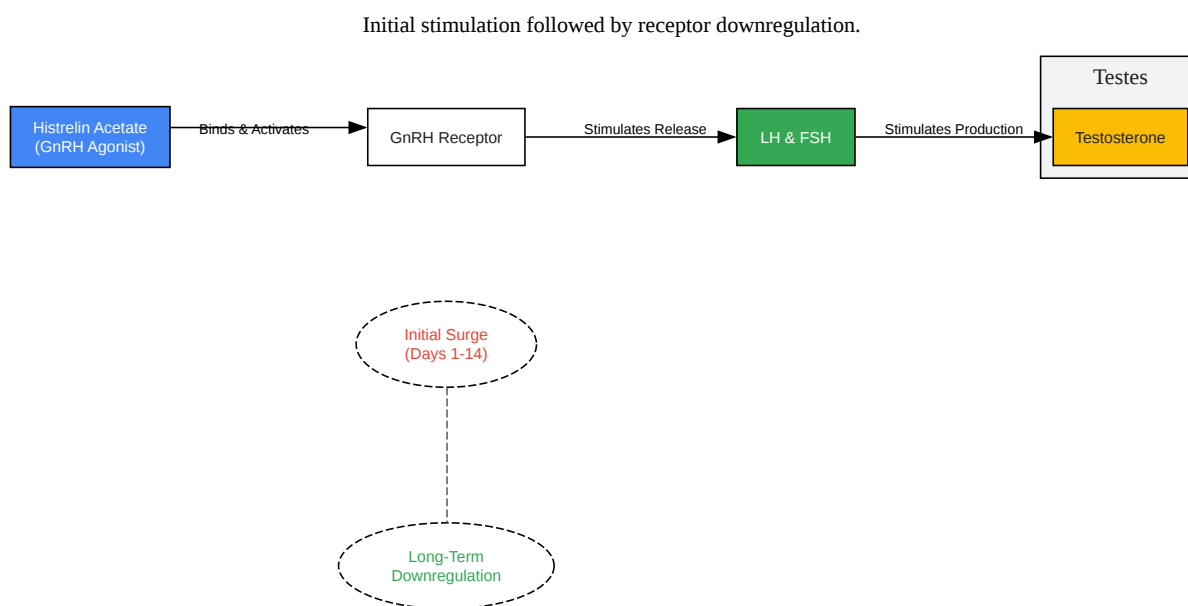 Initial stimulation followed by receptor downregulation.
Testes
Histrelin Acetate
(GnRH Agonist)
Binds & Activates
GnRH Receptor
Stimulates Release
LH & FSH
Stimulates Production
Testosterone
Initial Surge
(Days 1-14)
Long-Term
Downregulation